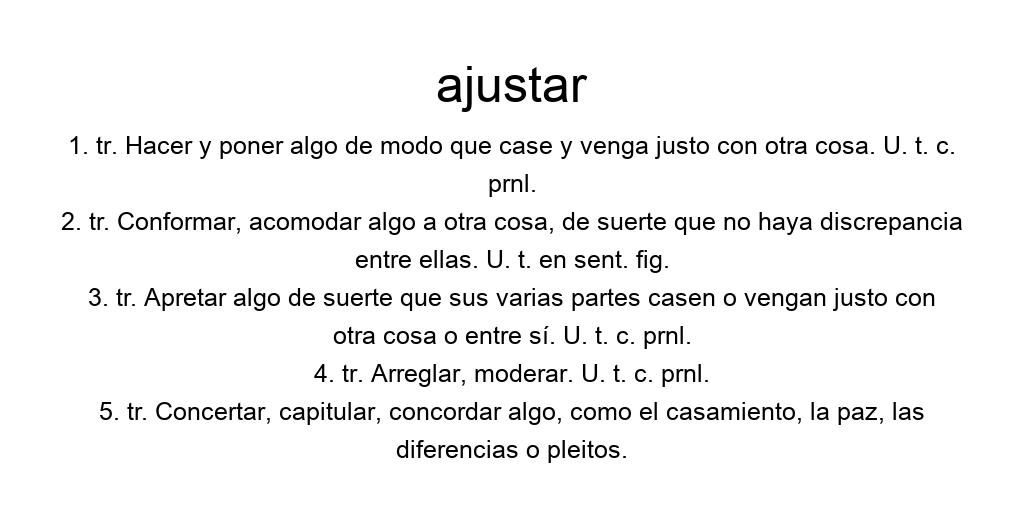 ajustar
1. tr. Hacer y poner algo de modo que case y venga justo con otra cosa. U. t. c.
prnl.
2. tr. Conformar, acomodar algo a otra cosa, de suerte que no haya discrepancia
entre ellas. U. t. en sent. fig.
3. tr. Apretar algo de suerte que sus varias partes casen o vengan justo con
otra cosa o entre sí. U. t. c. prnl.
4. tr. Arreglar, moderar. U. t. c. prnl.
5. tr. Concertar, capitular, concordar algo, como el casamiento, la paz, las
diferencias o pleitos.